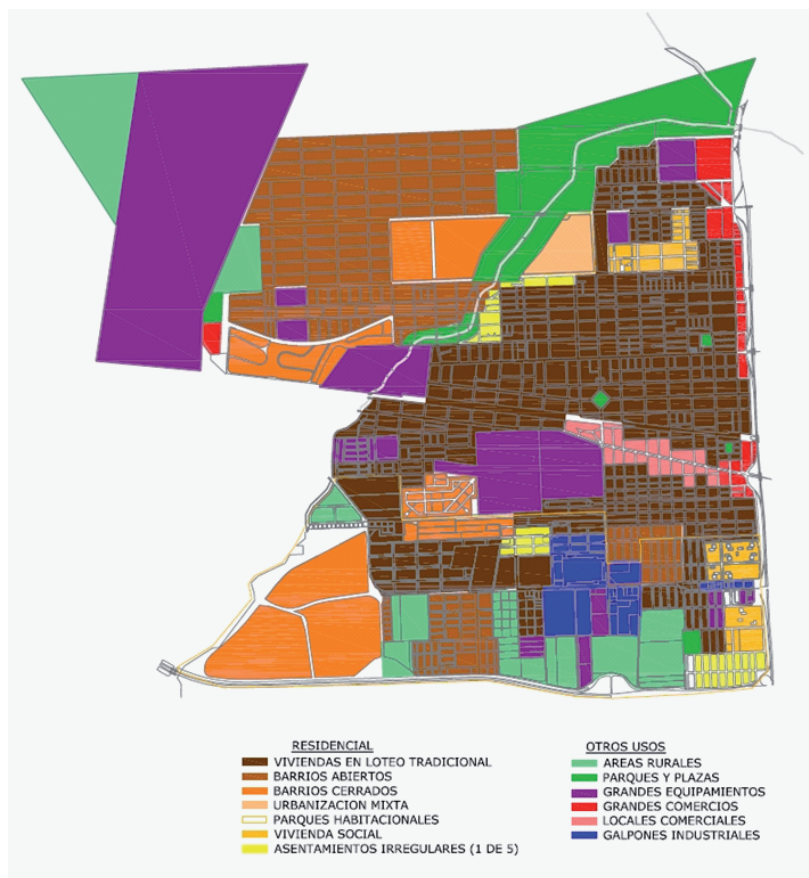 RESIDENCIAL
VIVIENDAS EN LOTEO TRADICIONAL
BARRIOS ABIERTOS
BARRIOS CERRADOS
URBANIZACION MIXTA
PARQUES HABITACIONALES
VIVIENDA SOCIAL
ASENTAMIENTOS IRREGULARES (1 DE 5)
OTROS USOS
AREAS RURALES
PARQUES Y PLAZAS
GRANDES EQUIPAMIENTOS
GRANDES COMERCIOS
LOCALES COMERCIALES
GALPONES INDUSTRIALES